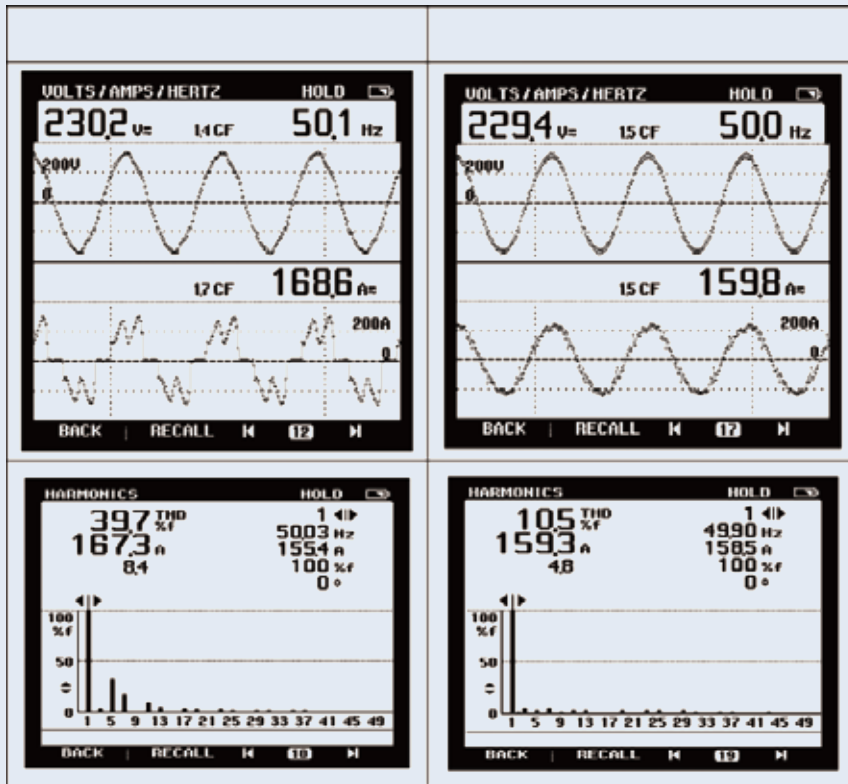 VOLTS/AMPS/HERTZ HOLD
230.2 V≂ 1.4 CF 50.1 Hz
200V
0
1.7 CF 168.6 A≂
200A
0
BACK RECALL 12
VOLTS/AMPS/HERTZ HOLD
229.4 V≂ 1.5 CF 50.0 Hz
200V
0
1.5 CF 159.8 A≂
200A
0
BACK RECALL 17
HARMONICS HOLD
39.7 THD %f 1
167.3 A 50.03 Hz
8.4 155.4 A
100 %f
0 °
100
%f
50
0
1 5 9 13 17 21 25 29 33 37 41 45 49
BACK RECALL 18
HARMONICS HOLD
10.5 THD %f 1
159.3 A 49.90 Hz
4.8 158.5 A
100 %f
0 °
100
%f
50
0
1 5 9 13 17 21 25 29 33 37 41 45 49
BACK RECALL 19